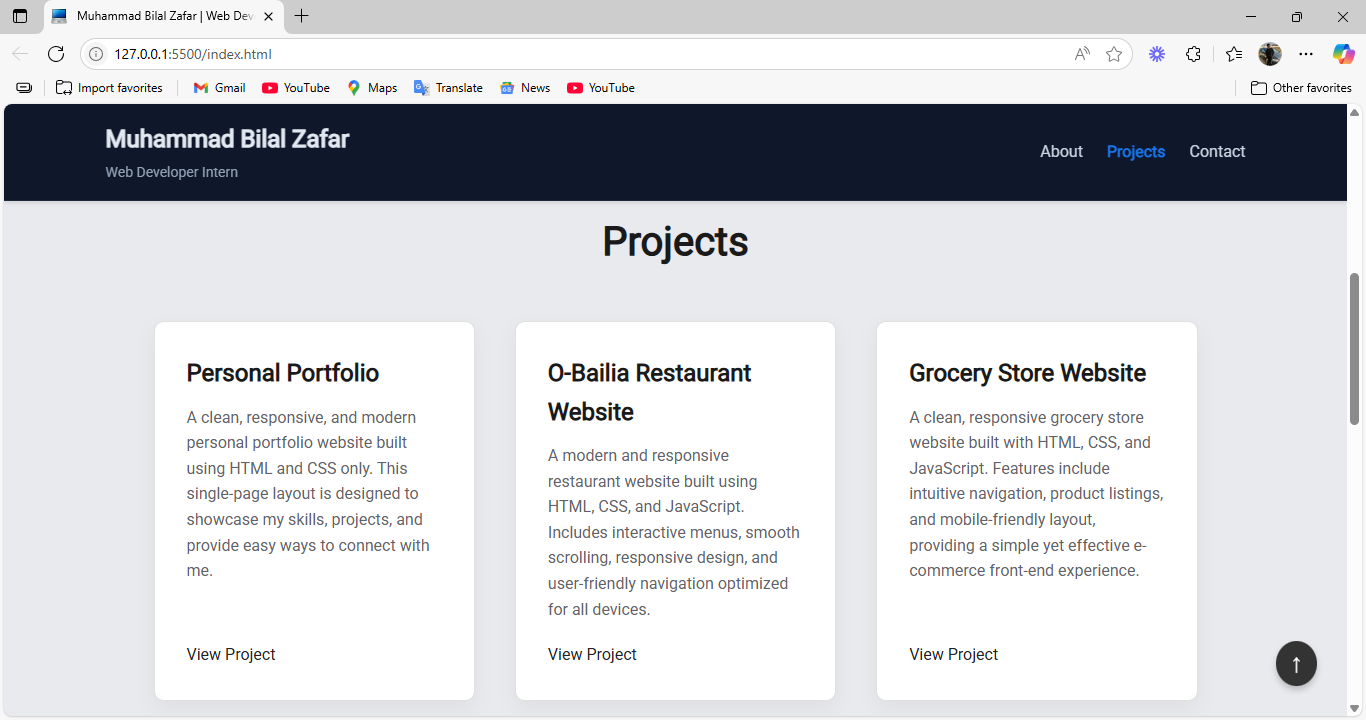 Muhammad Bilal Zafar | Web Dev
127.0.0.1:5500/index.html
Import favorites
Gmail
YouTube
Maps
Translate
News
YouTube
Other favorites
Muhammad Bilal Zafar
Web Developer Intern
About
Projects
Contact
Projects
Personal Portfolio
A clean, responsive, and modern
personal portfolio website built
using HTML and CSS only. This
single-page layout is designed to
showcase my skills, projects, and
provide easy ways to connect with
me.
View Project
O-Bailia Restaurant
Website
A modern and responsive
restaurant website built using
HTML, CSS, and JavaScript.
Includes interactive menus, smooth
scrolling, responsive design, and
user-friendly navigation optimized
for all devices.
View Project
Grocery Store Website
A clean, responsive grocery store
website built with HTML, CSS, and
JavaScript. Features include
intuitive navigation, product listings,
and mobile-friendly layout,
providing a simple yet effective e-
commerce front-end experience.
View Project
↑